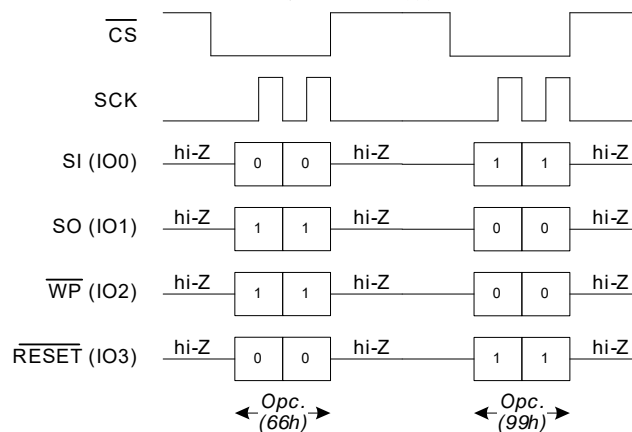 CS
SCK
SI (IO0) hi-Z 0 0 hi-Z 1 1 hi-Z
SO (IO1) hi-Z 1 1 hi-Z 0 0 hi-Z
WP (IO2) hi-Z 1 1 hi-Z 0 0 hi-Z
RESET (IO3) hi-Z 0 0 hi-Z 1 1 hi-Z
Opc. Opc.
(66h) (99h)